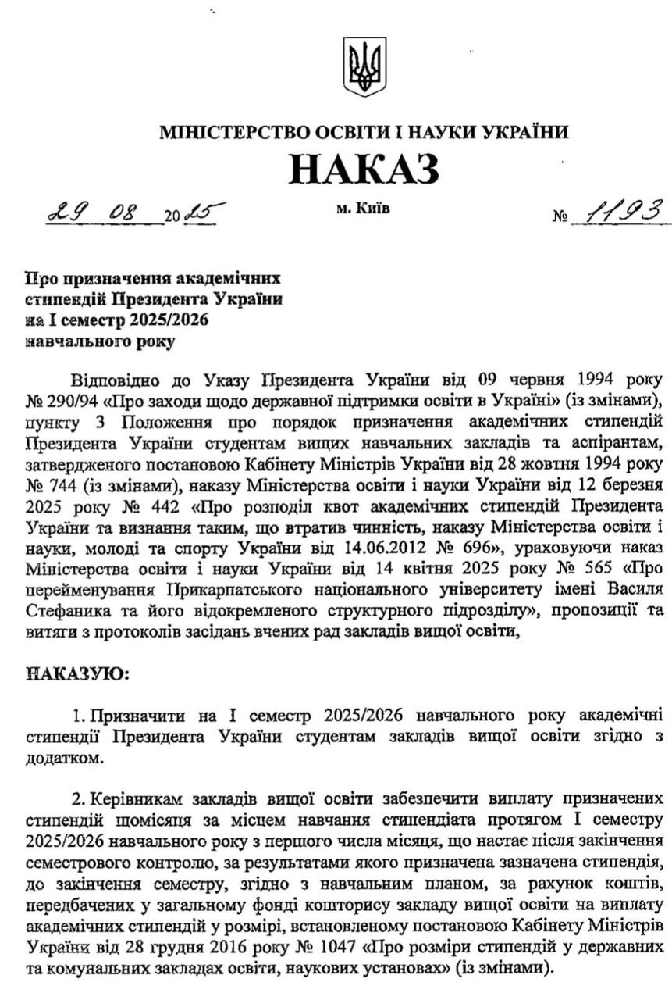 МІНІСТЕРСТВО ОСВІТИ І НАУКИ УКРАЇНИ
НАКАЗ
29 08 2025 м. Київ № 1193
Про призначення академічних
стипендій Президента України
на І семестр 2025/2026
навчального року
Відповідно до Указу Президента України від 09 червня 1994 року
№ 290/94 «Про заходи щодо державної підтримки освіти в Україні» (із змінами),
пункту 3 Положення про порядок призначення академічних стипендій
Президента України студентам вищих навчальних закладів та аспірантам,
затвердженого постановою Кабінету Міністрів України від 28 жовтня 1994 року
№ 744 (із змінами), наказу Міністерства освіти і науки України від 12 березня
2025 року № 442 «Про розподіл квот академічних стипендій Президента
України та визнання таким, що втратив чинність, наказу Міністерства освіти і
науки, молоді та спорту України від 14.06.2012 № 696», ураховуючи наказ
Міністерства освіти і науки України від 14 квітня 2025 року № 565 «Про
перейменування Прикарпатського національного університету імені Василя
Стефаника та його відокремленого структурного підрозділу», пропозиції та
витяги з протоколів засідань вчених рад закладів вищої освіти,
НАКАЗУЮ:
1. Призначити на І семестр 2025/2026 навчального року академічні
стипендії Президента України студентам закладів вищої освіти згідно з
додатком.
2. Керівникам закладів вищої освіти забезпечити виплату призначених
стипендій щомісяця за місцем навчання стипендіата протягом І семестру
2025/2026 навчального року з першого числа місяця, що настає після закінчення
семестрового контролю, за результатами якого призначена зазначена стипендія,
до закінчення семестру, згідно з навчальним планом, за рахунок коштів,
передбачених у загальному фонді кошторису закладу вищої освіти на виплату
академічних стипендій у розмірі, встановленому постановою Кабінету Міністрів
України від 28 грудня 2016 року № 1047 «Про розміри стипендій у державних
та комунальних закладах освіти, наукових установах» (із змінами).